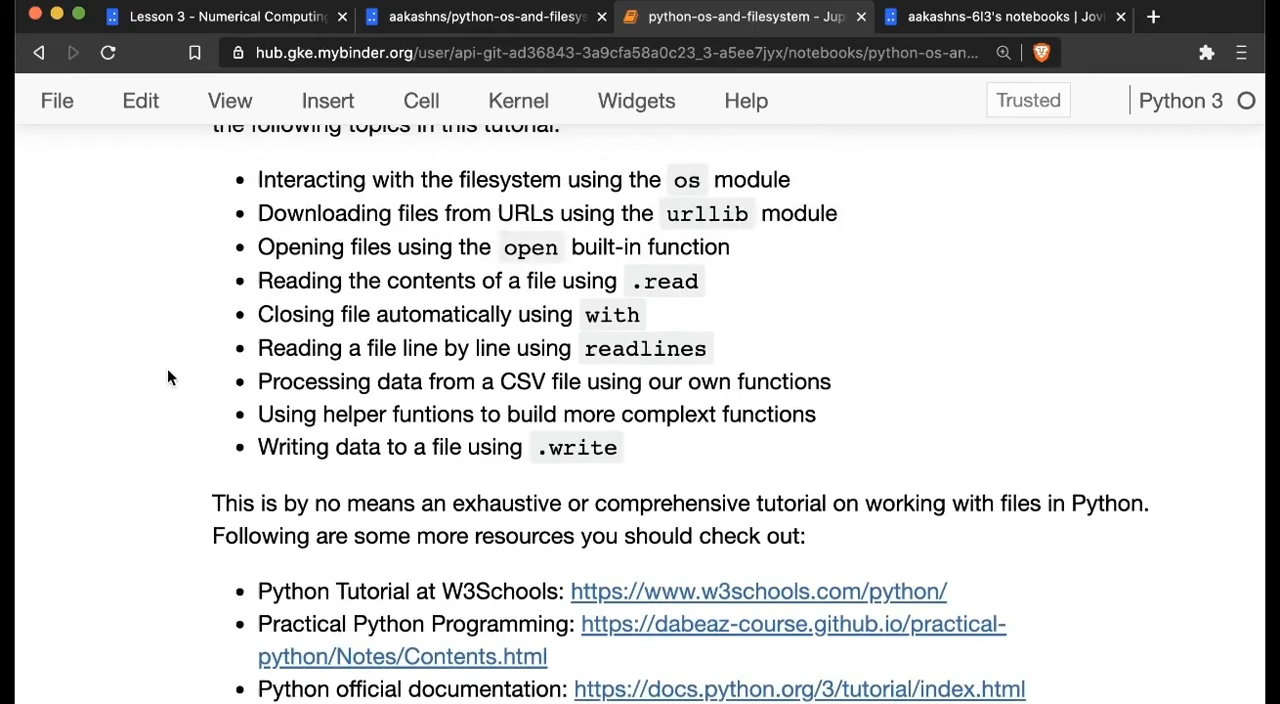 Lesson 3 - Numerical Computing
aakashns/python-os-and-filesys
python-os-and-filesystem - Jup
aakashns-6l3's notebooks | Jovi
hub.gke.mybinder.org/user/api-git-ad36843-3a9cfa58a0c23_3-a5ee7jyx/notebooks/python-os-an...
File Edit View Insert Cell Kernel Widgets Help Trusted Python 3
the following topics in this tutorial:
• Interacting with the filesystem using the os module
• Downloading files from URLs using the urllib module
• Opening files using the open built-in function
• Reading the contents of a file using .read
• Closing file automatically using with
• Reading a file line by line using readlines
• Processing data from a CSV file using our own functions
• Using helper funtions to build more complext functions
• Writing data to a file using .write
This is by no means an exhaustive or comprehensive tutorial on working with files in Python.
Following are some more resources you should check out:
• Python Tutorial at W3Schools: https://www.w3schools.com/python/
• Practical Python Programming: https://dabeaz-course.github.io/practical-
python/Notes/Contents.html
• Python official documentation: https://docs.python.org/3/tutorial/index.html